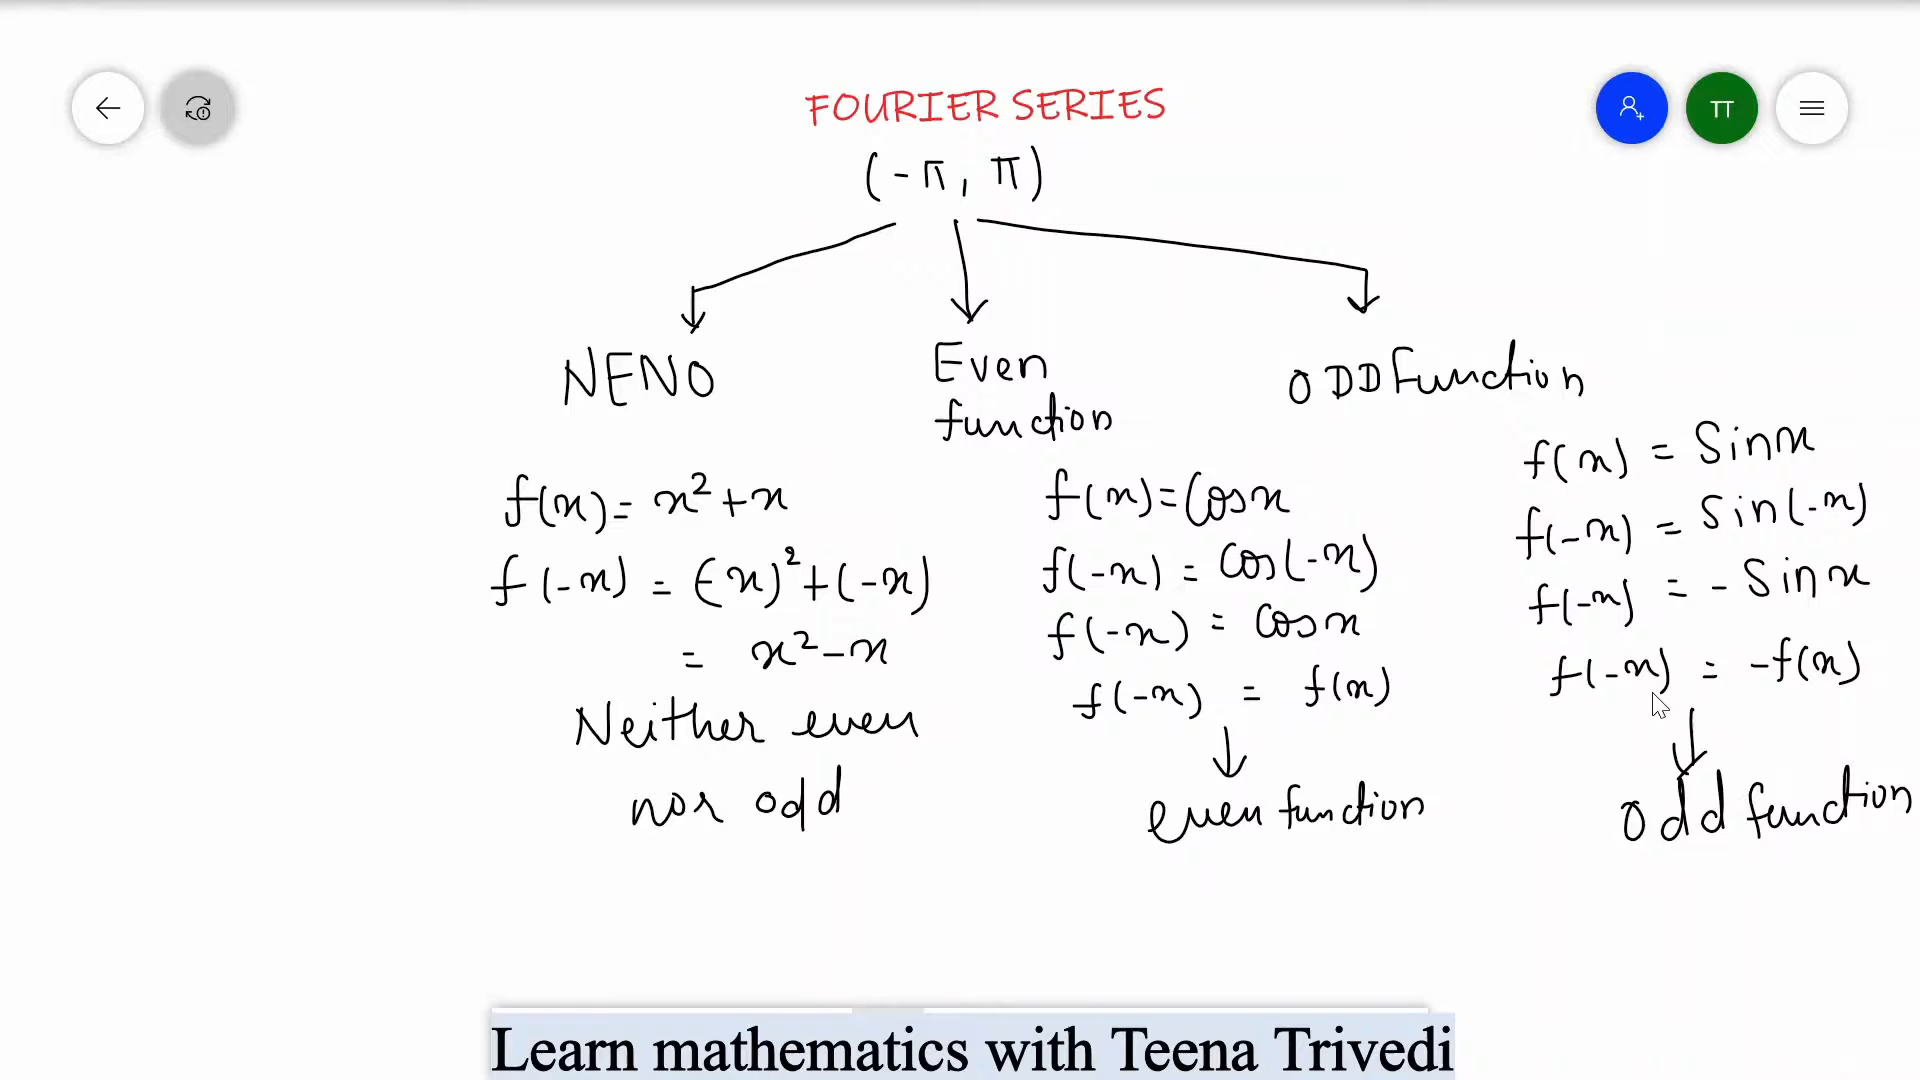 FOURIER SERIES
(-π, π)
TT
NENO
f(x) = x²+x
f(-x) = (-x)²+(-x)
= x²-x
Neither even
nor odd
Even
function
f(x)=Cosx
f(-x) = Cos(-x)
f(-x) = Cosx
f(-x) = f(x)
even function
ODD Function
f(x) = Sinx
f(-x) = Sin(-x)
f(-x) = - Sinx
f(-x) = -f(x)
odd function
Learn mathematics with Teena Trivedi